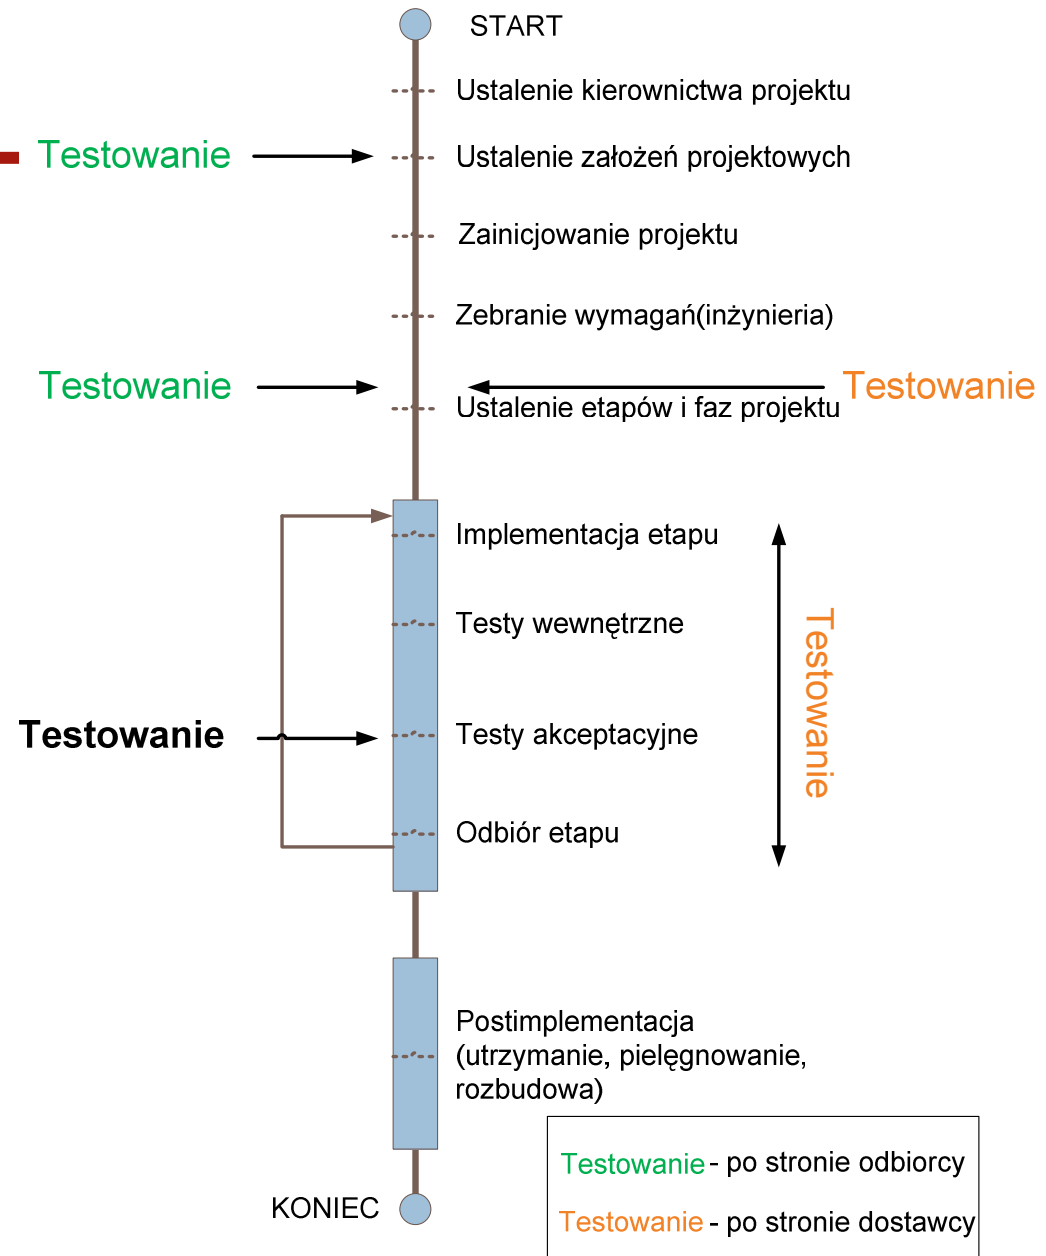 START
Ustalenie kierownictwa projektu
Testowanie
Ustalenie założeń projektowych
Zainicjowanie projektu
Zebranie wymagań(inżynieria)
Testowanie
Testowanie
Ustalenie etapów i faz projektu
Implementacja etapu
Testy wewnętrzne
Testowanie
Testowanie
Testy akceptacyjne
Odbiór etapu
Postimplementacja
(utrzymanie, pielęgnowanie,
rozbudowa)
Testowanie - po stronie odbiorcy
KONIEC
Testowanie - po stronie dostawcy